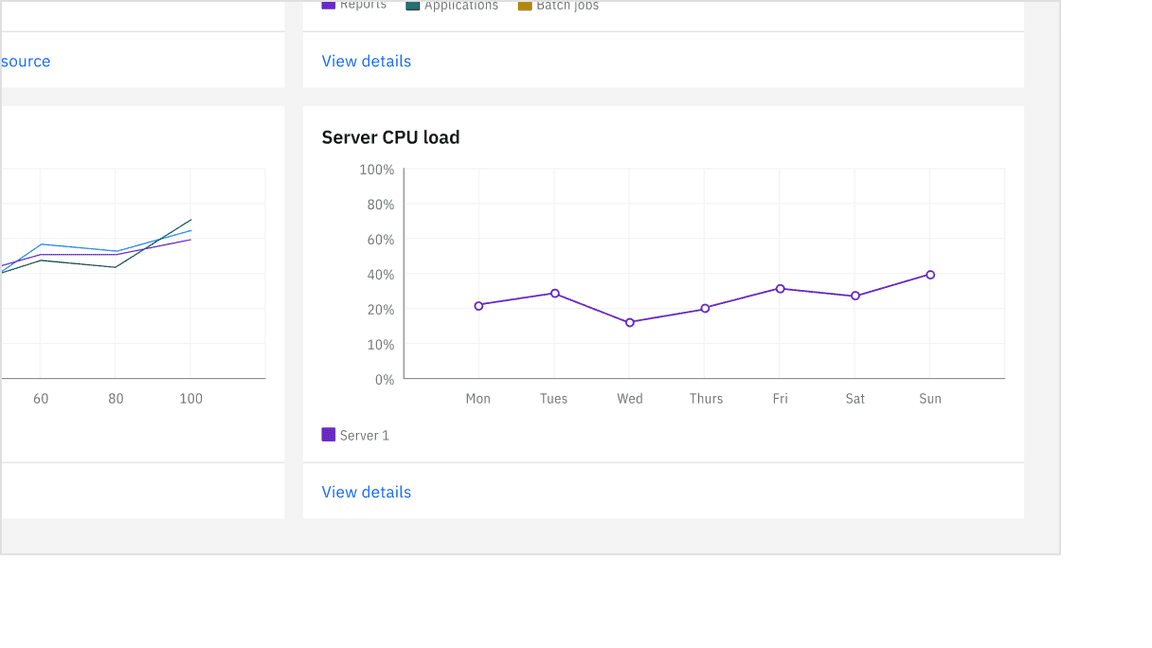 Reports Applications Batch jobs
source
View details
Server CPU load
100%
80%
60%
40%
20%
10%
0%
60 80 100
Mon Tues Wed Thurs Fri Sat Sun
Server 1
View details